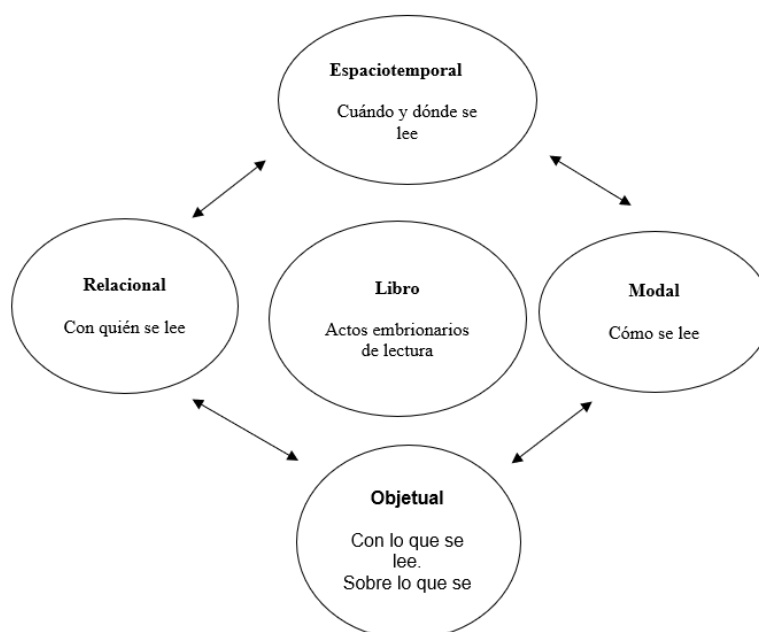 Espaciotemporal
Cuándo y dónde se
lee
Relacional
Con quién se lee
Libro
Actos embrionarios
de lectura
Modal
Cómo se lee
Objetual
Con lo que se
lee.
Sobre lo que se